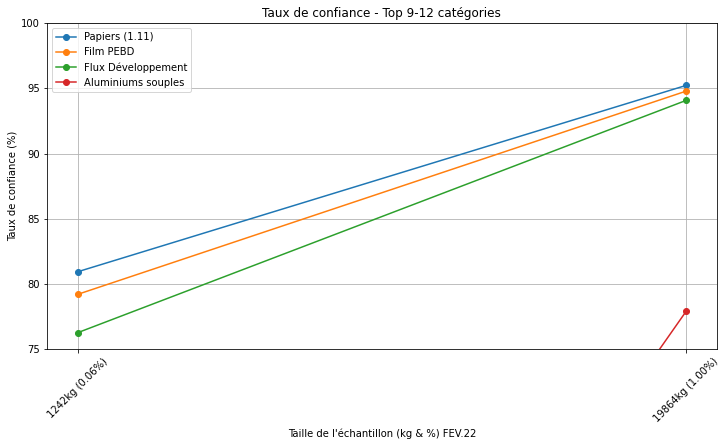 Taux de confiance - Top 9-12 catégories
Papiers (1.11)
Film PEBD
Flux Développement
Aluminiums souples
Taux de confiance (%)
100
95
90
85
80
75
1242kg (0.06%)
19864kg (1.00%)
Taille de l'échantillon (kg & %) FEV.22